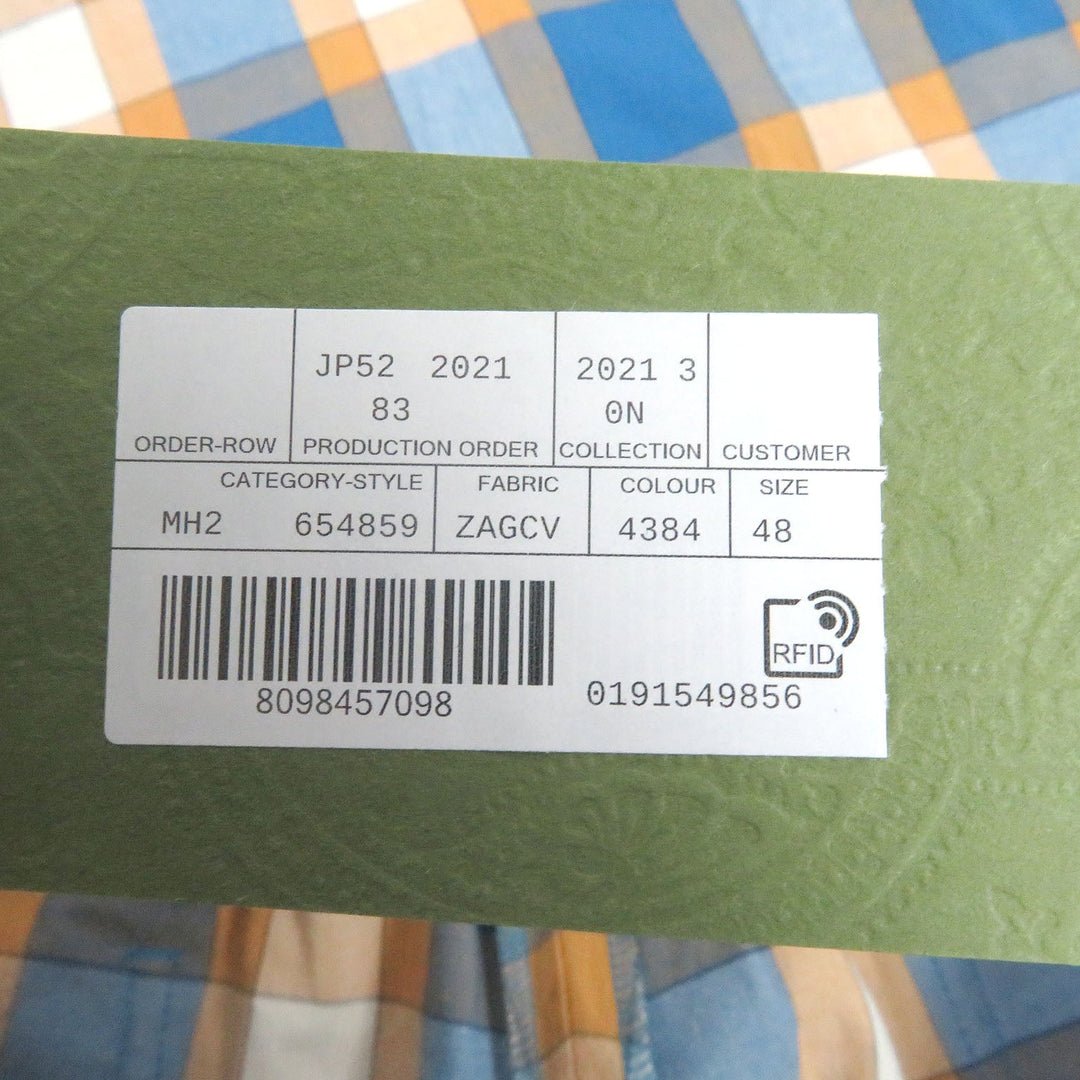 JP52 2021 2021 3
83 0N
ORDER-ROW PRODUCTION ORDER COLLECTION CUSTOMER
CATEGORY-STYLE FABRIC COLOUR SIZE
MH2 654859 ZAGCV 4384 48
RFID
8098457098 0191549856